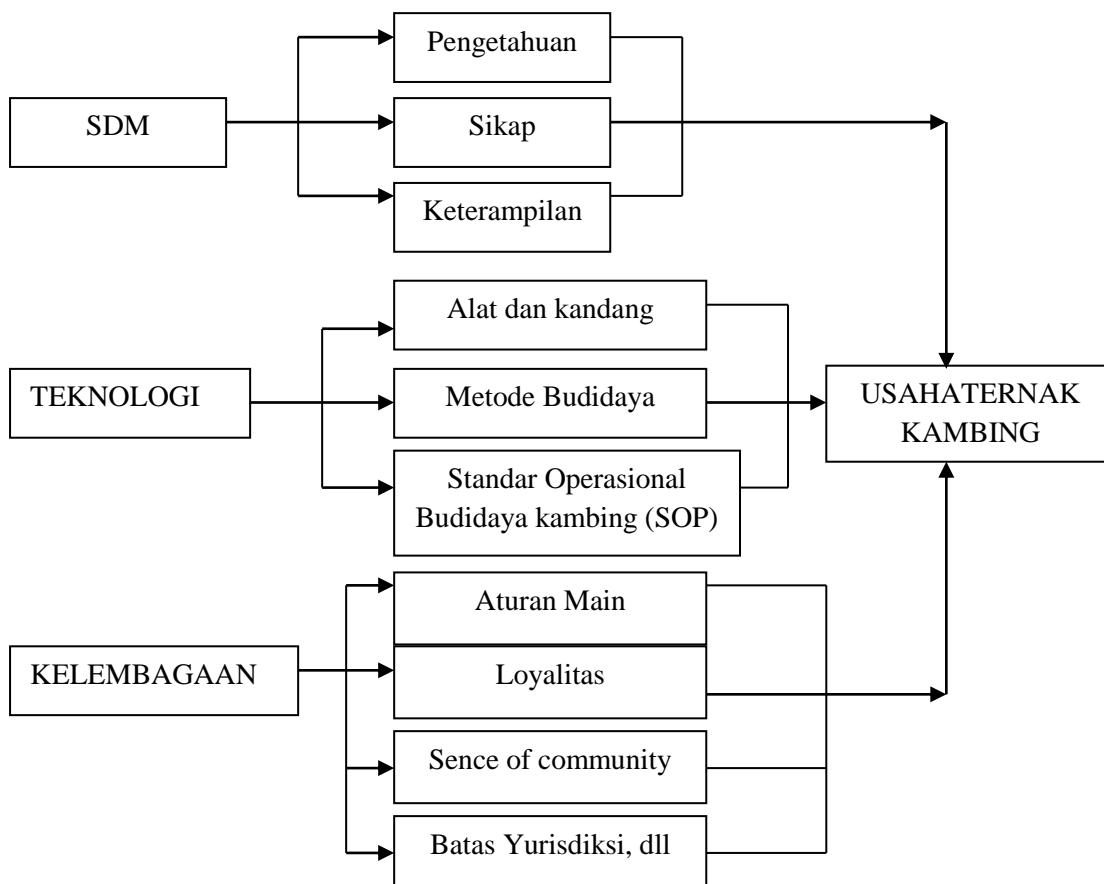 Pengetahuan
SDM
Sikap
Keterampilan
Alat dan kandang
TEKNOLOGI
Metode Budidaya
USAHATERNAK
KAMBING
Standar Operasional
Budidaya kambing (SOP)
Aturan Main
KELEMBAGAAN
Loyalitas
Sence of community
Batas Yurisdiksi, dll